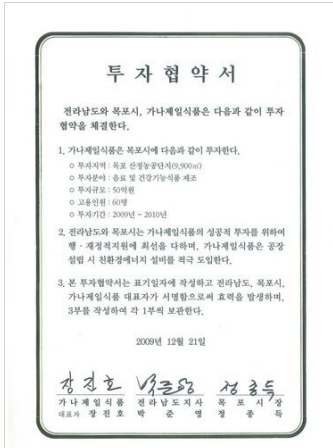 투 자 협 약 서
전라남도와 목포시, 가나제일식품은 다음과 같이 투자
협약을 체결한다.
1. 가나제일식품은 목포시에 다음과 같이 투자한다.
○ 투자지역 : 목포 산정농공단지(9,900㎡)
○ 투자분야 : 음료 및 건강기능식품 제조
○ 투자규모 : 50억원
○ 고용인원 : 60명
○ 투자기간 : 2009년 ~ 2010년
2. 전라남도와 목포시는 가나제일식품의 성공적 투자를 위하여
행 · 재정적지원에 최선을 다하며, 가나제일식품은 공장
설립 시 친환경에너지 설비를 적극 도입한다.
3. 본 투자협약서는 표기일자에 작성하고 전라남도, 목포시,
가나제일식품 대표자가 서명함으로써 효력을 발생하며,
3부를 작성하여 각 1부씩 보관한다.
2009년 12월 21일
장진호 박준영 정종득
가나제일식품 전라남도지사 목 포 시 장
대표자 장 진 호 박 준 영 정 종 득